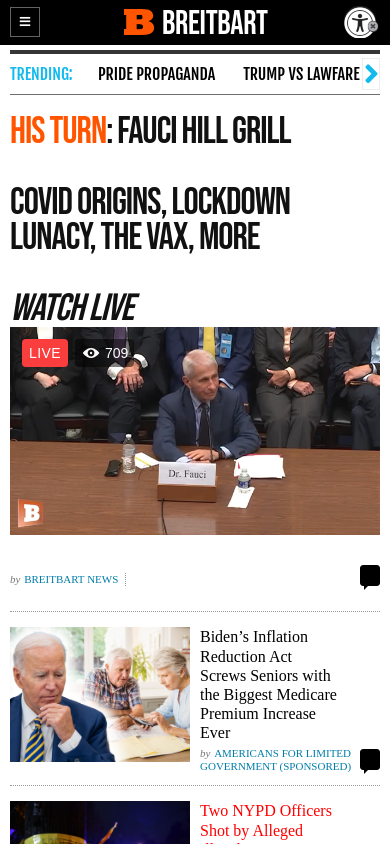 BREITBART
TRENDING: PRIDE PROPAGANDA TRUMP VS LAWFARE
HIS TURN: FAUCI HILL GRILL
COVID ORIGINS, LOCKDOWN
LUNACY, THE VAX, MORE
WATCH LIVE
LIVE 709
Dr. Fauci
B
by BREITBART NEWS
Biden’s Inflation
Reduction Act
Screws Seniors with
the Biggest Medicare
Premium Increase
Ever
by AMERICANS FOR LIMITED
GOVERNMENT (SPONSORED)
Two NYPD Officers
Shot by Alleged